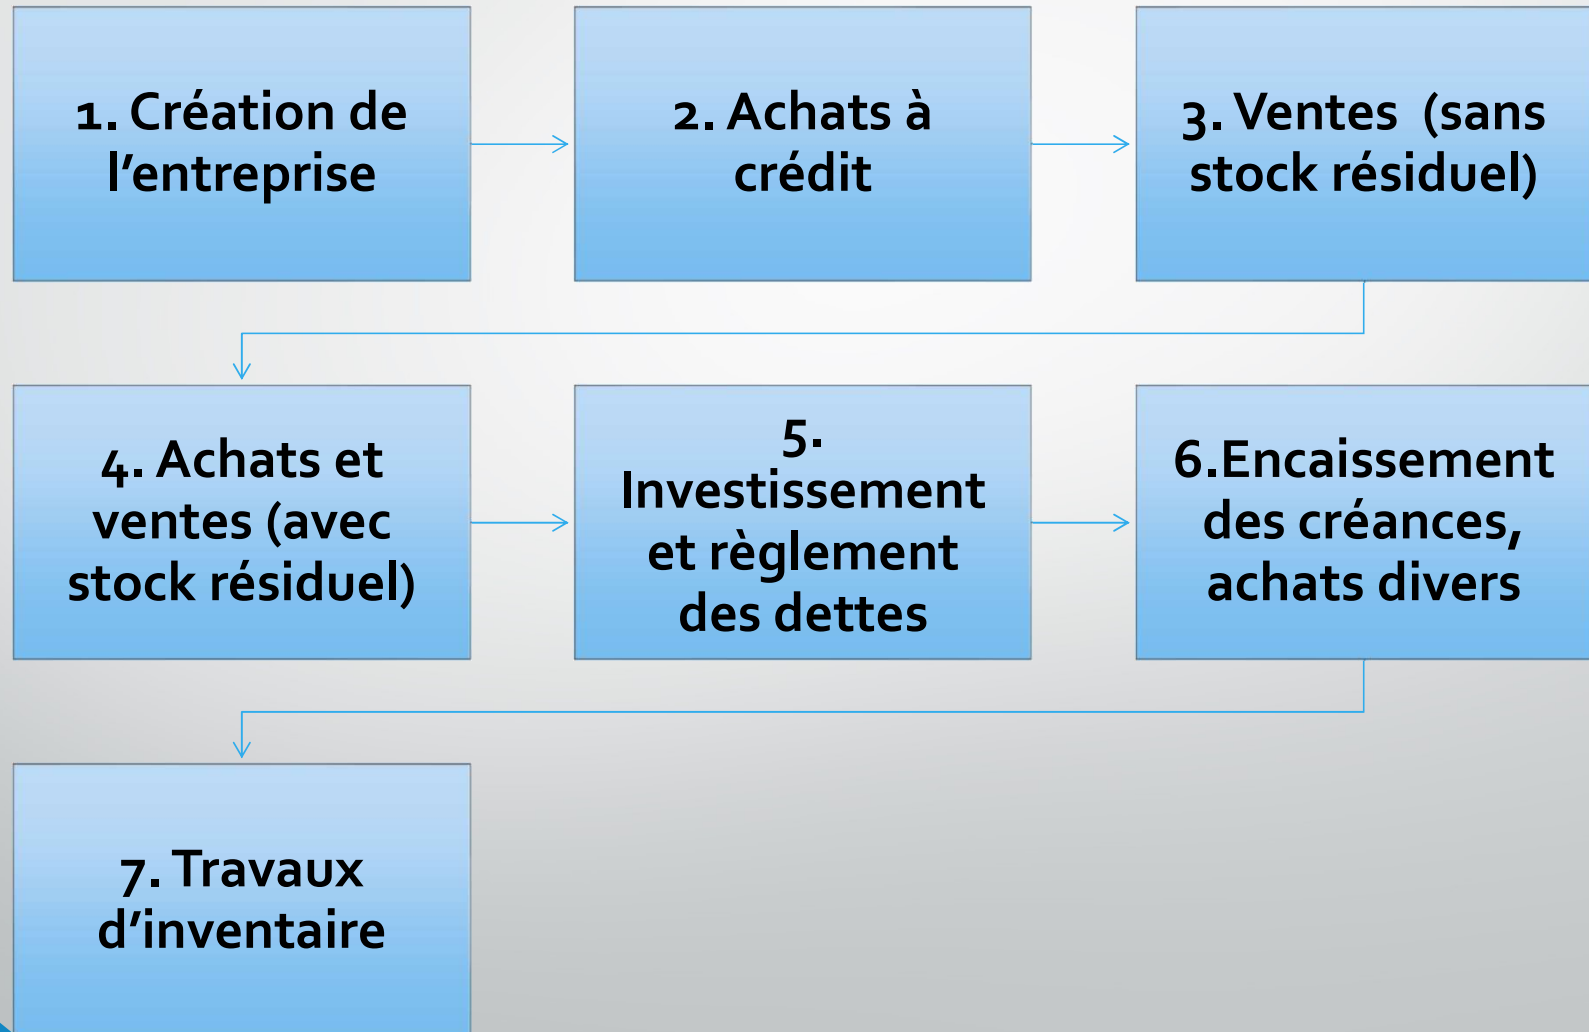 1. Création de
l’entreprise
2. Achats à
crédit
3. Ventes (sans
stock résiduel)
4. Achats et
ventes (avec
stock résiduel)
5.
Investissement
et règlement
des dettes
6.Encaissement
des créances,
achats divers
7. Travaux
d’inventaire